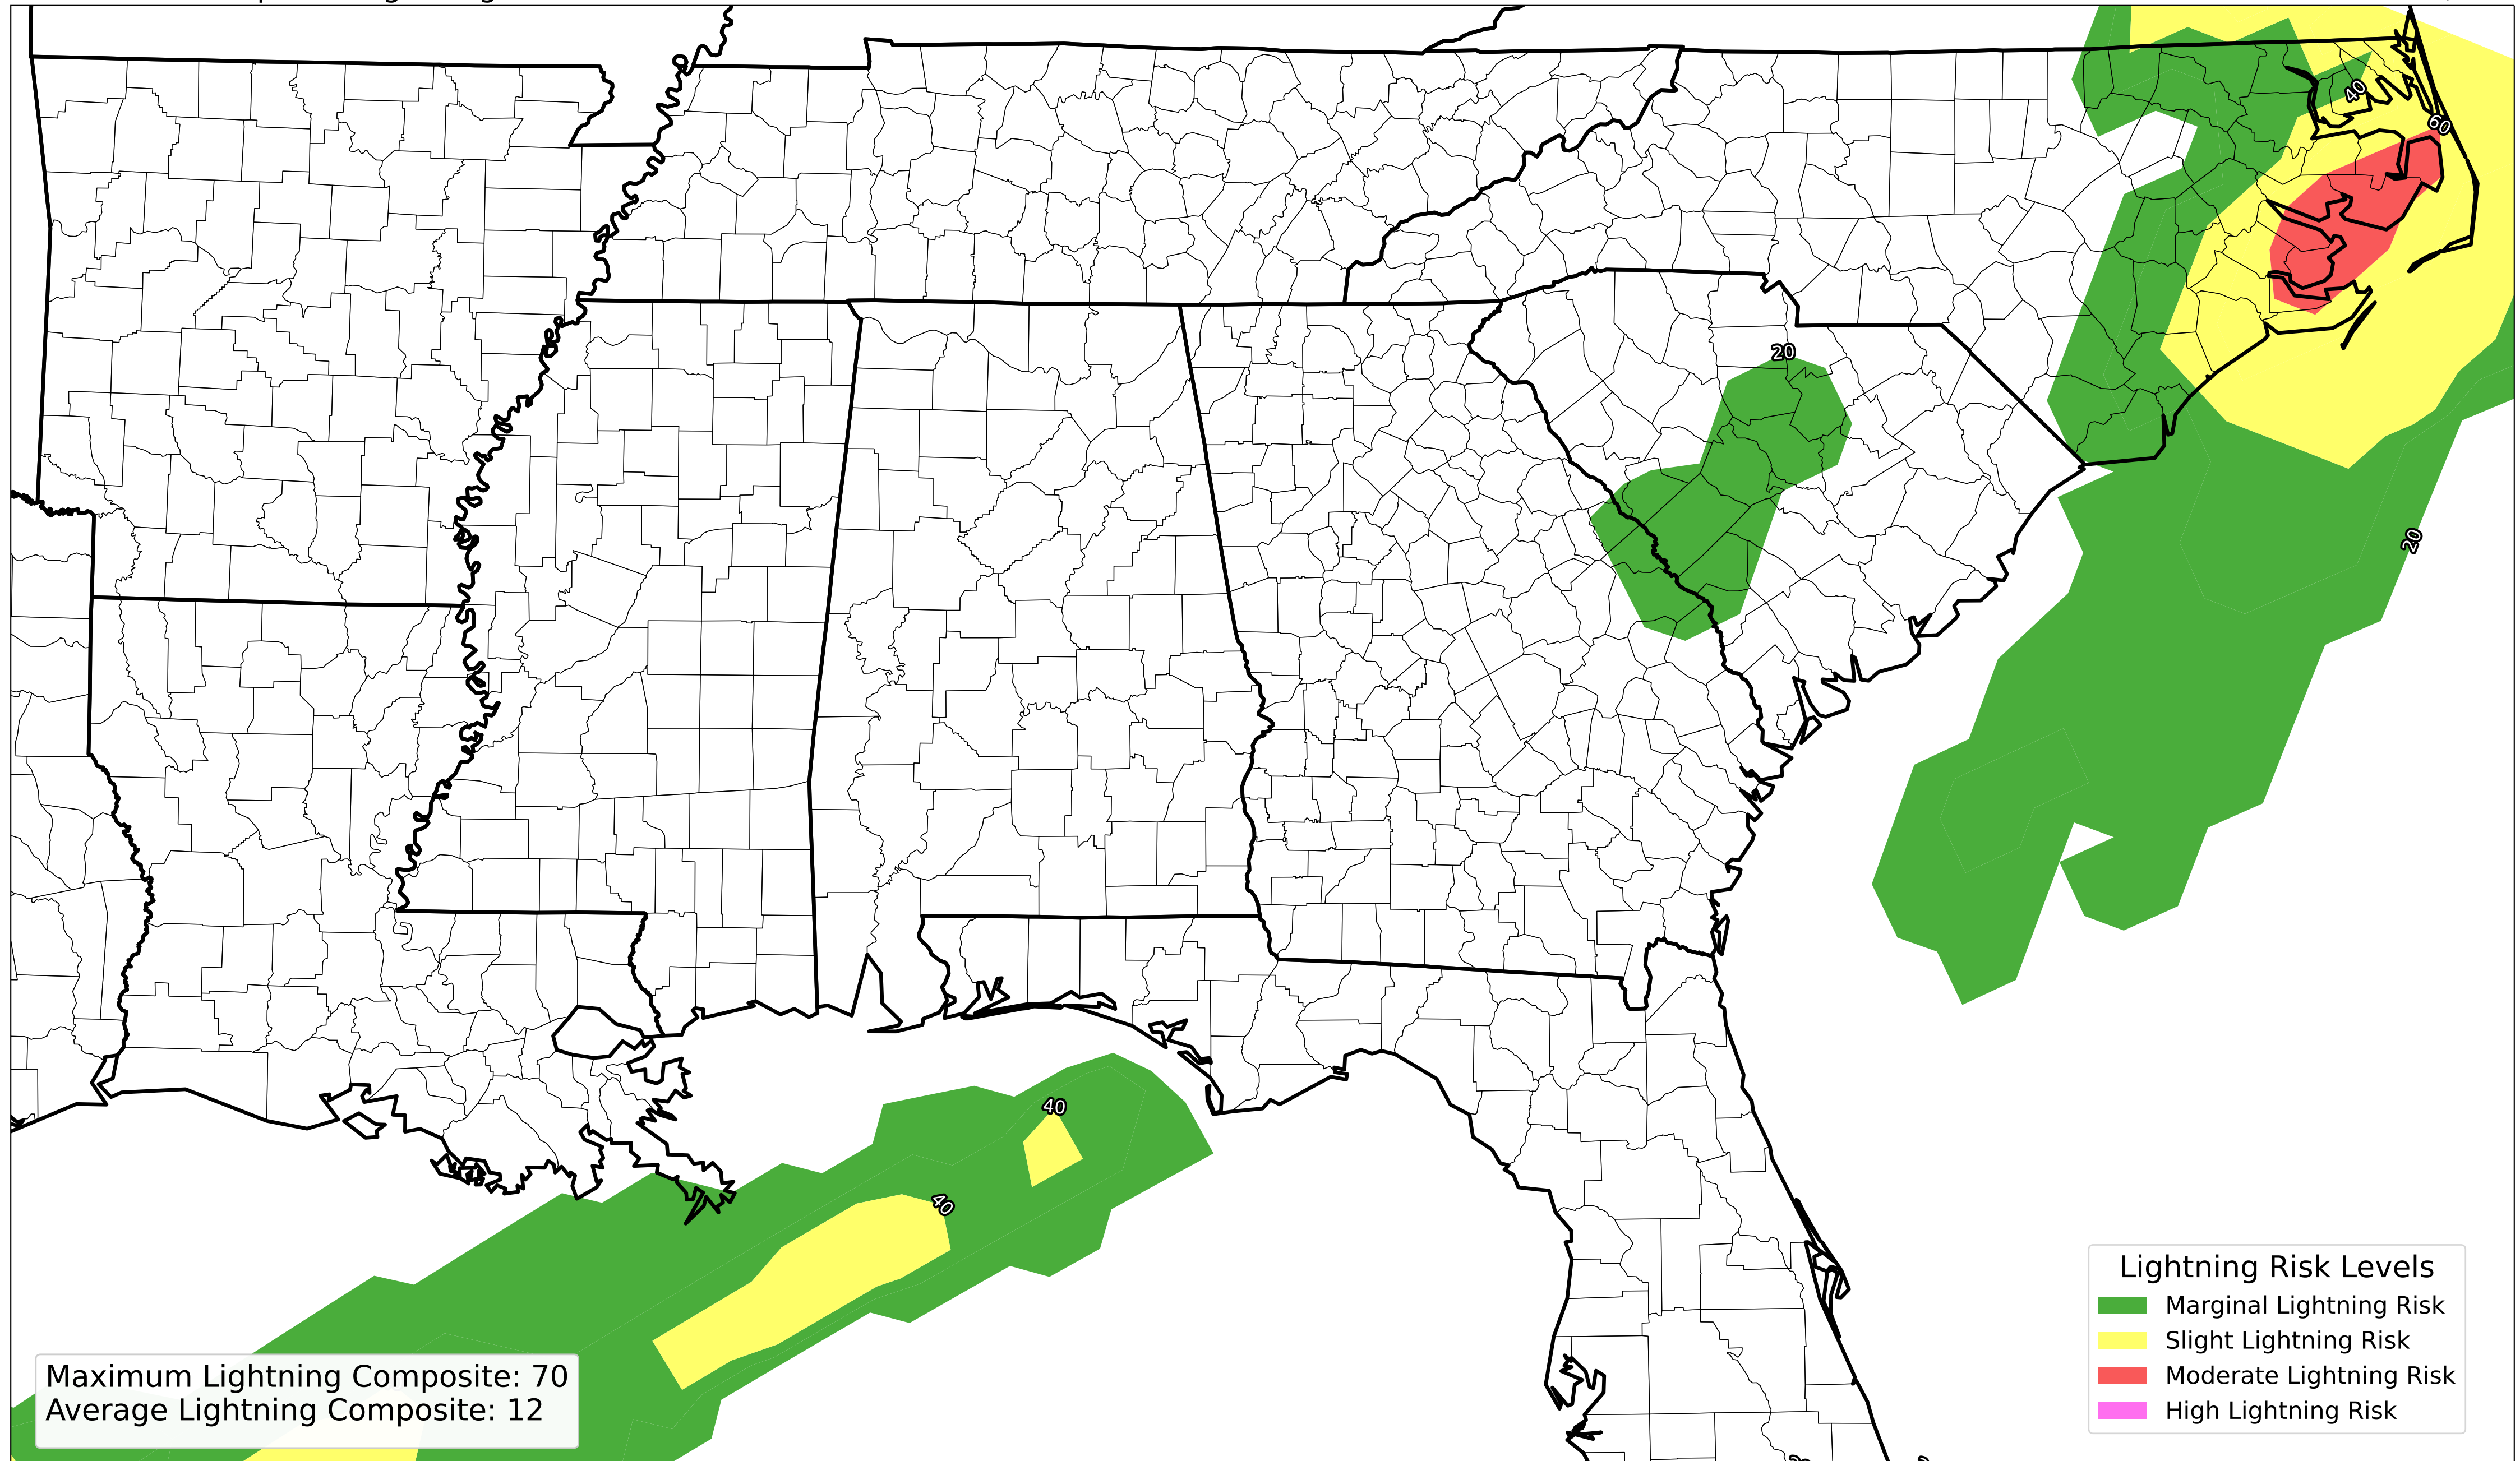 40
60
20
20
40
40
Lightning Risk Levels
Marginal Lightning Risk
Slight Lightning Risk
Moderate Lightning Risk
High Lightning Risk
Maximum Lightning Composite: 70
Average Lightning Composite: 12